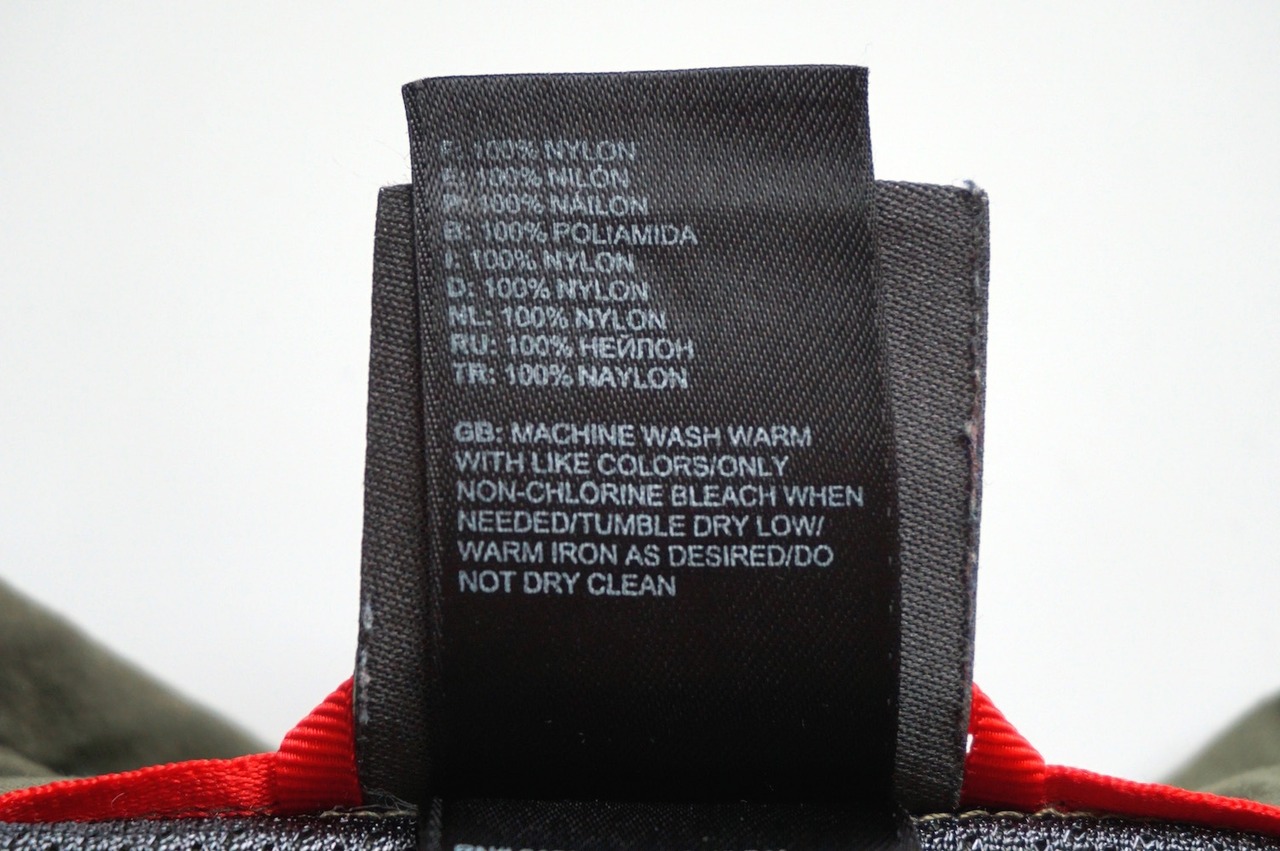 F: 100% NYLON
E: 100% NILÓN
P: 100% NÁILON
B: 100% POLIAMIDA
I: 100% NYLON
D: 100% NYLON
NL: 100% NYLON
RU: 100% НЕЙЛОН
TR: 100% NAYLON
GB: MACHINE WASH WARM
WITH LIKE COLORS/ONLY
NON-CHLORINE BLEACH WHEN
NEEDED/TUMBLE DRY LOW/
WARM IRON AS DESIRED/DO
NOT DRY CLEAN